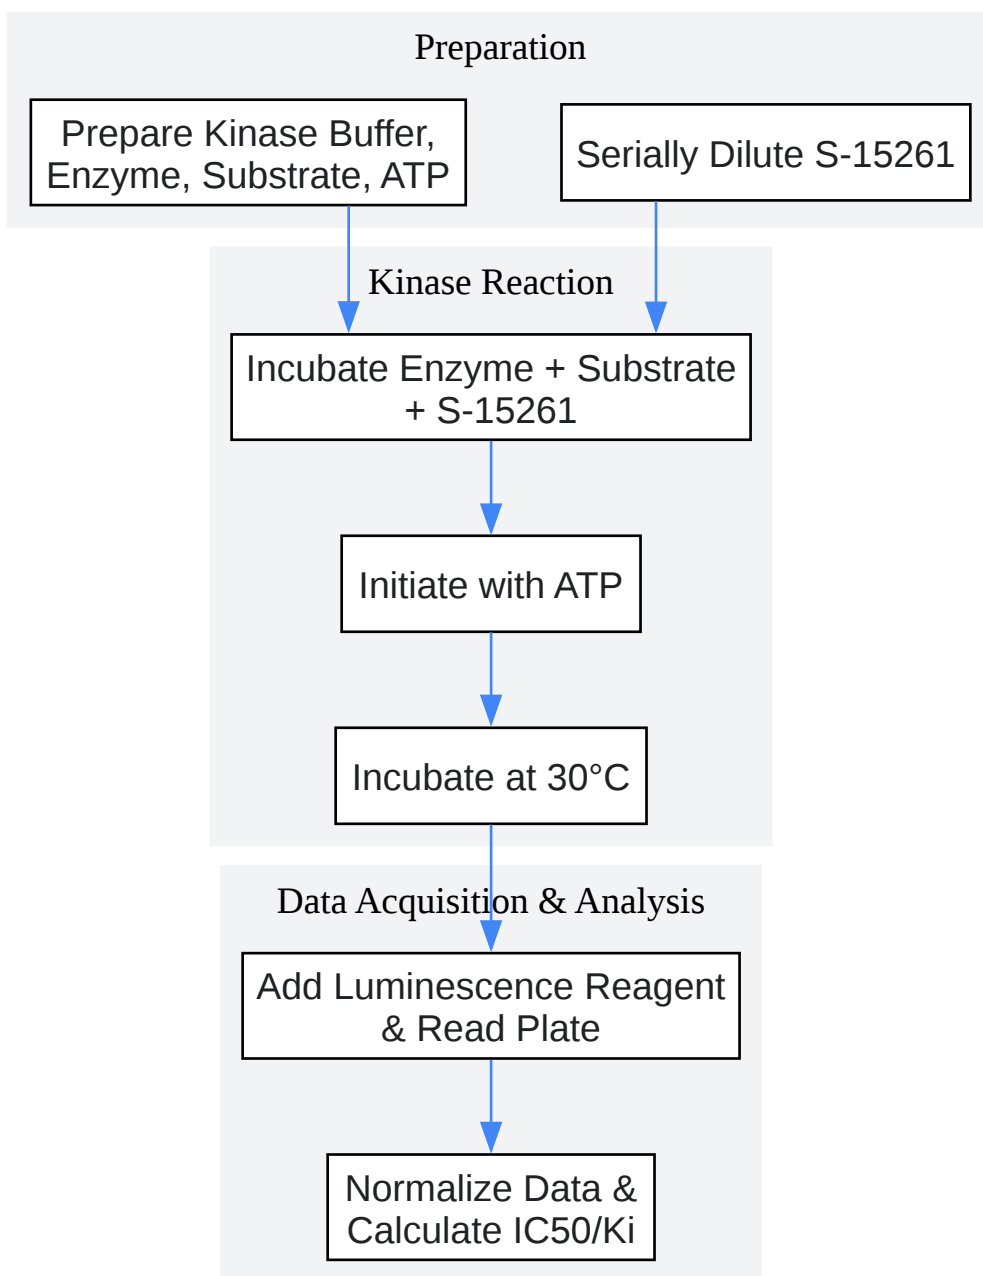 Preparation
Prepare Kinase Buffer,
Enzyme, Substrate, ATP
Serially Dilute S-15261
Kinase Reaction
Incubate Enzyme + Substrate
+ S-15261
Initiate with ATP
Incubate at 30°C
Data Acquisition & Analysis
Add Luminescence Reagent
& Read Plate
Normalize Data &
Calculate IC50/Ki